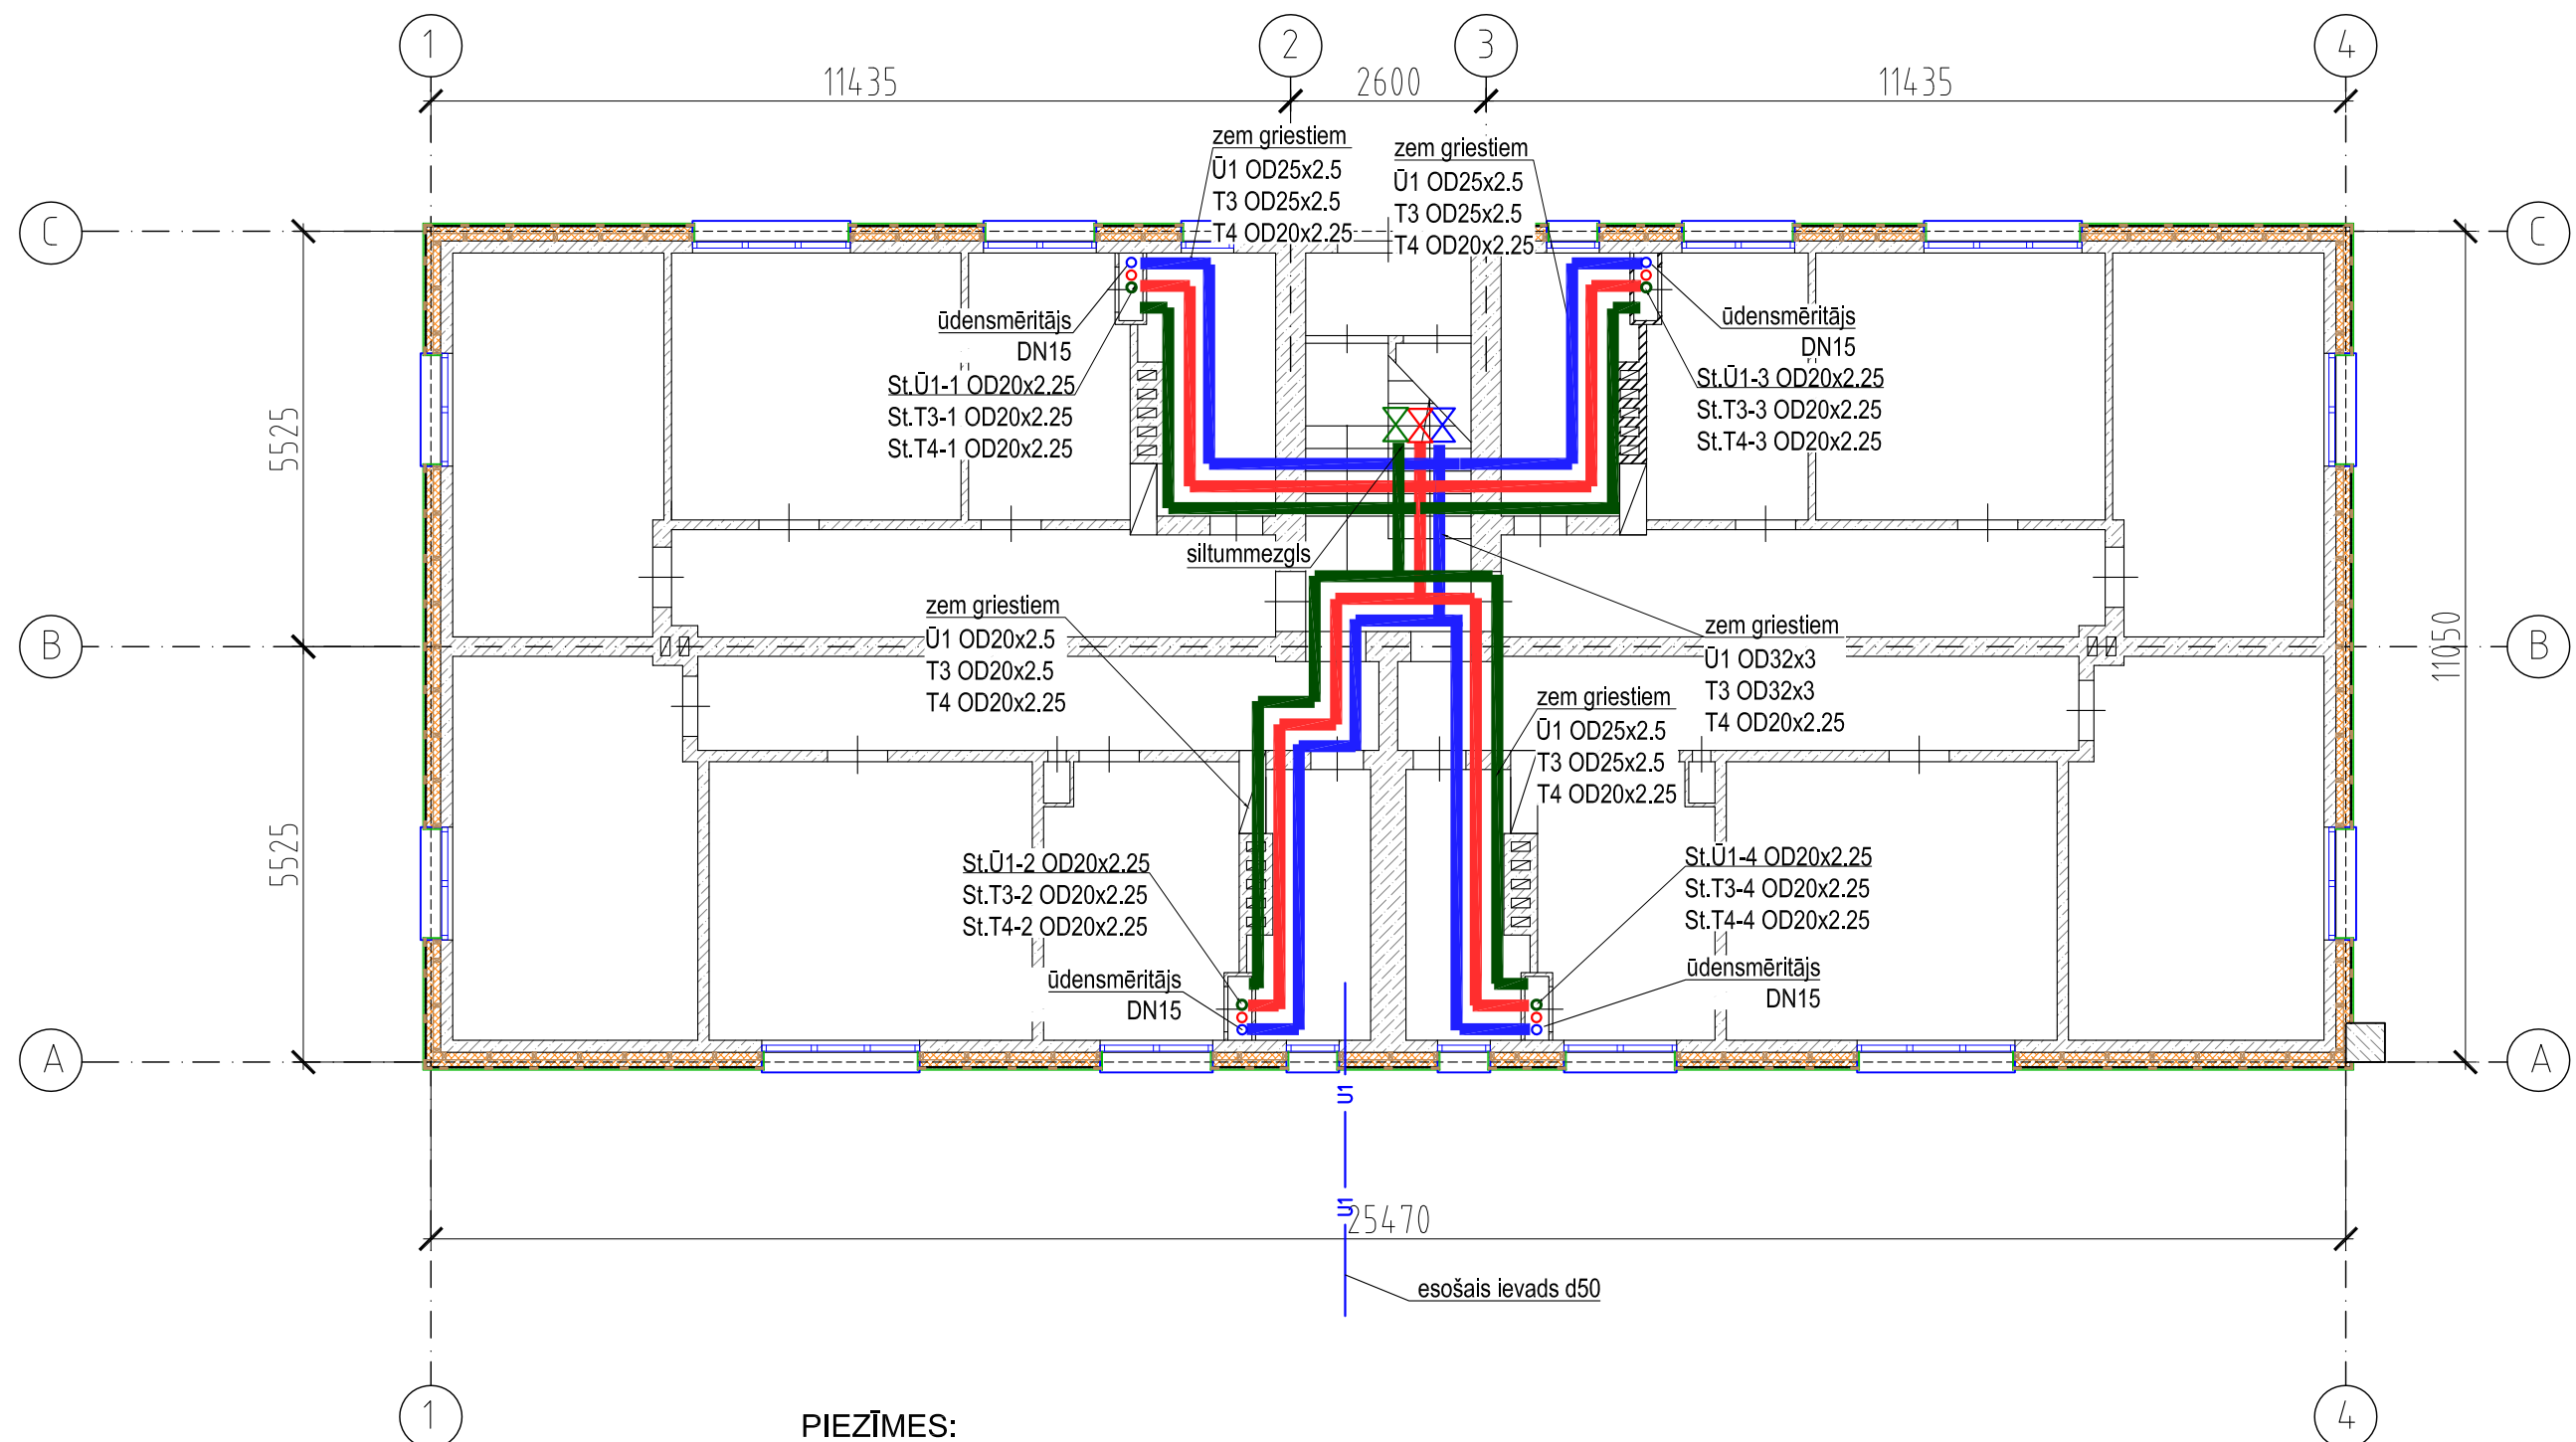 1
2
3
4
11435
2600
11435
zem griestiem
Ū1 OD25x2.5
T3 OD25x2.5
T4 OD20x2.25
zem griestiem
Ū1 OD25x2.5
T3 OD25x2.5
T4 OD20x2.25
C
C
ūdensmērītājs
DN15
St.Ū1-1 OD20x2.25
St.T3-1 OD20x2.25
St.T4-1 OD20x2.25
ūdensmērītājs
DN15
St.Ū1-3 OD20x2.25
St.T3-3 OD20x2.25
St.T4-3 OD20x2.25
5525
siltummezgls
zem griestiem
Ū1 OD20x2.5
T3 OD20x2.5
T4 OD20x2.25
zem griestiem
Ū1 OD32x3
T3 OD32x3
T4 OD20x2.25
B
B
11050
zem griestiem
Ū1 OD25x2.5
T3 OD25x2.5
T4 OD20x2.25
5525
St.Ū1-2 OD20x2.25
St.T3-2 OD20x2.25
St.T4-2 OD20x2.25
St.Ū1-4 OD20x2.25
St.T3-4 OD20x2.25
St.T4-4 OD20x2.25
ūdensmērītājs
DN15
ūdensmērītājs
DN15
A
A
Ū1
Ū1
25470
esošais ievads d50
1
4
PIEZĪMES: